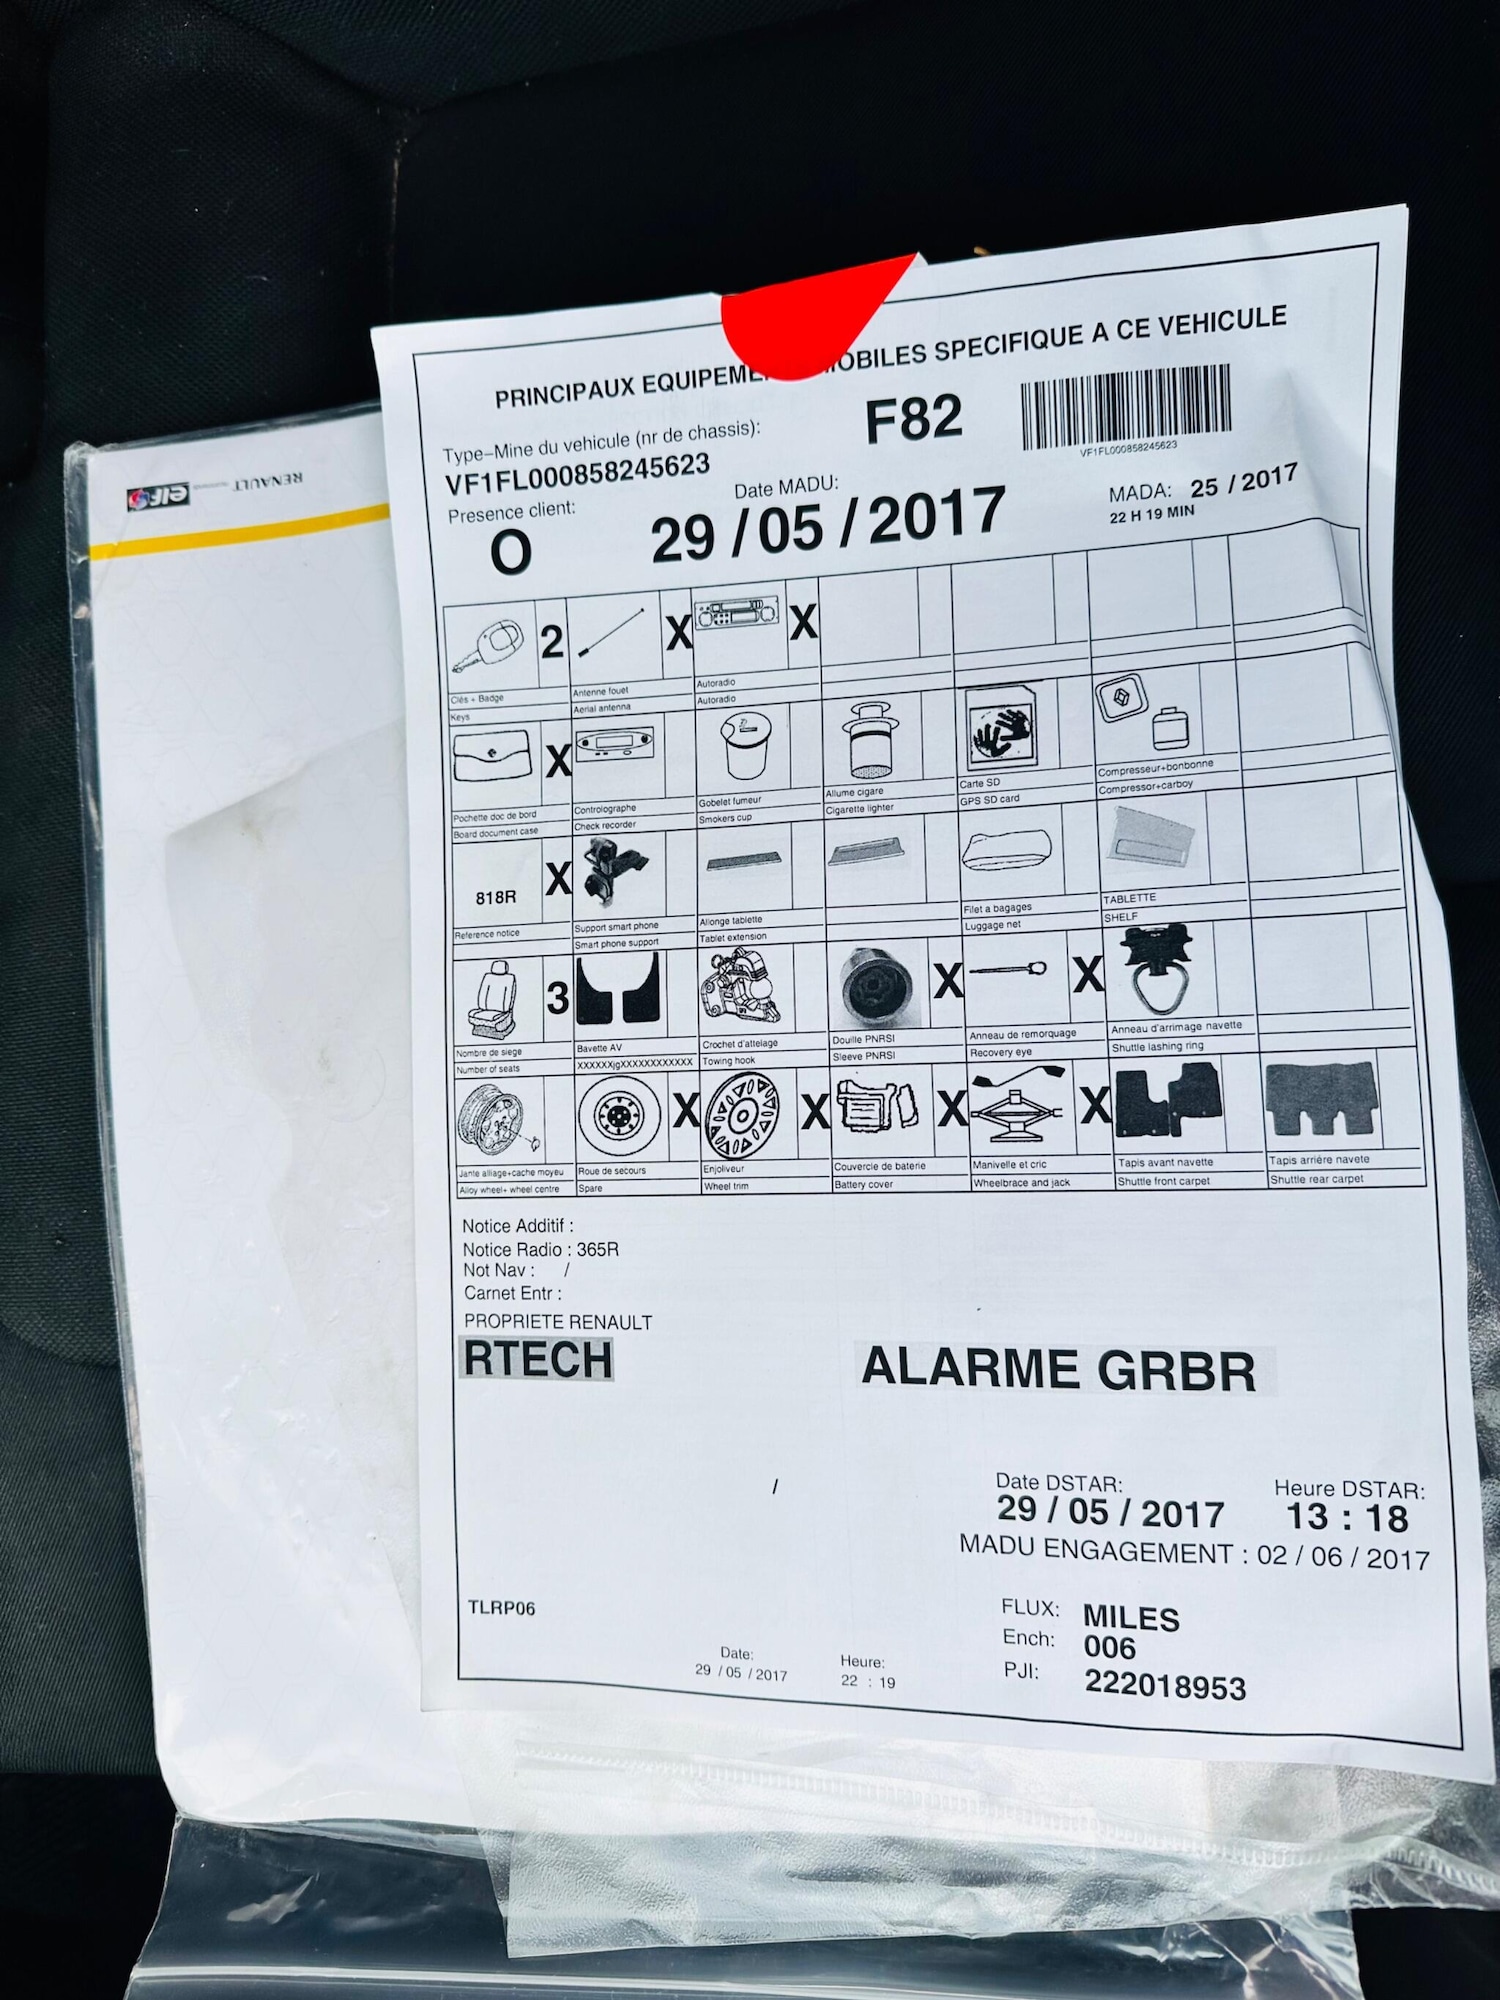 RENAULT
elf
PRINCIPAUX SPECIFIQUE A CE VEHICULE
Type-Mine du vehicule (nr de chassis):
F82
VF1FL000858245623
VF1FL000858245623
Presence client:
O
Date MADU:
29 / 05 / 2017
MADA: 25 / 2017
22 H 19 MIN
2 X X
Clés + Badge
Keys
Antenne fouet
Aerial antenna
Autoradio
Autoradio
X
Pochette doc de bord
Board document case
Controlographe
Check recorder
Gobelet fumeur
Smokers cup
Allume cigare
Cigarette lighter
Carte SD
GPS SD card
Compresseur+bonbonne
Compressor+carboy
818R X
Reference notice
Support smart phone
Smart phone support
Allonge tablette
Tablet extension
Filet a bagages
Luggage net
TABLETTE
SHELF
3 X X
Nombre de siege
Number of seats
Bavette AV
XXXXXXjgXXXXXXXXXXXX
Crochet d'attelage
Towing hook
Douille PNRSI
Sleeve PNRSI
Anneau de remorquage
Recovery eye
Anneau d'arrimage navette
Shuttle lashing ring
X X X X
Jante alliage+cache moyeu
Alloy wheel+ wheel centre
Roue de secours
Spare
Enjoliveur
Wheel trim
Couvercle de baterie
Battery cover
Manivelle et cric
Wheelbrace and jack
Tapis avant navette
Shuttle front carpet
Tapis arriére navete
Shuttle rear carpet
Notice Additif :
Notice Radio : 365R
Not Nav : /
Carnet Entr :
PROPRIETE RENAULT
RTECH
ALARME GRBR
/
Date DSTAR:
29 / 05 / 2017
Heure DSTAR:
13 : 18
MADU ENGAGEMENT : 02 / 06 / 2017
TLRP06
FLUX: MILES
Ench: 006
PJI: 222018953
Date:
29 / 05 / 2017
Heure:
22 : 19